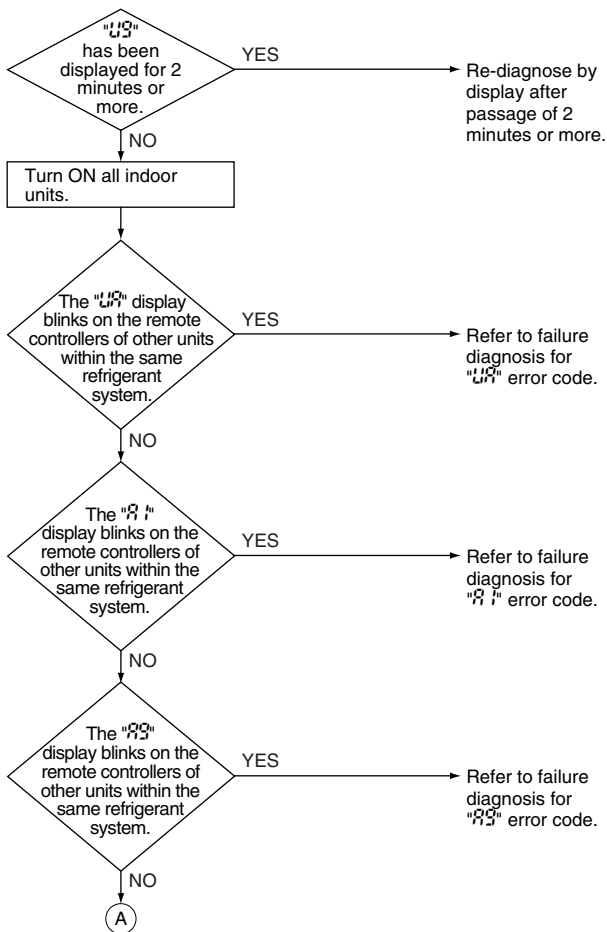 "U9"
has been
displayed for 2
minutes or
more.
YES
Re-diagnose by
display after
passage of 2
minutes or more.
NO
Turn ON all indoor
units.
The "UA" display
blinks on the remote
controllers of other units
within the same
refrigerant
system.
YES
Refer to failure
diagnosis for
"UA" error code.
NO
The "A1"
display blinks on the
remote controllers of
other units within the
same refrigerant
system.
YES
Refer to failure
diagnosis for
"A1" error code.
NO
The "A9"
display blinks on the
remote controllers of
other units within the
same refrigerant
system.
YES
Refer to failure
diagnosis for
"A9" error code.
NO
A